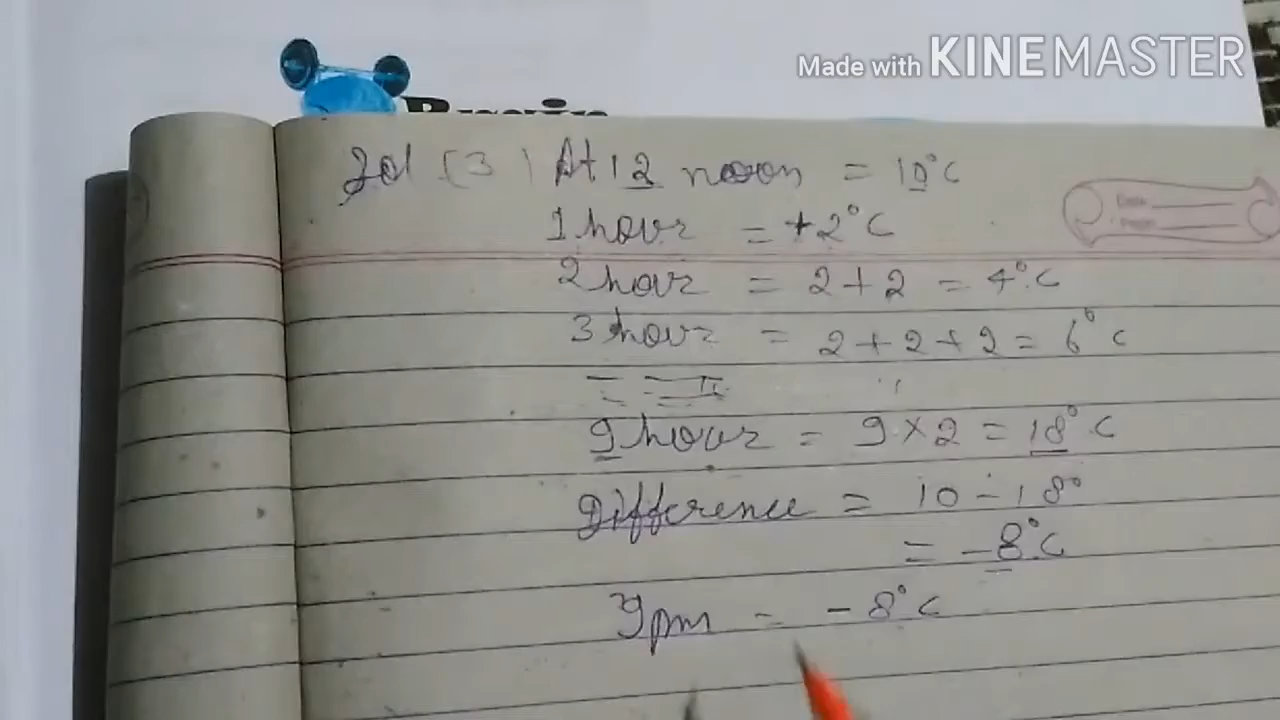 Made with KINEMASTER
Sol (3) At 12 noon = 10°C
1 hour = +2°C
2 hour = 2+2 = 4°C
3 hour = 2+2+2 = 6°C
9 hour = 9×2 = 18°C
Difference = 10-18°
= -8°C
9pm = -8°C